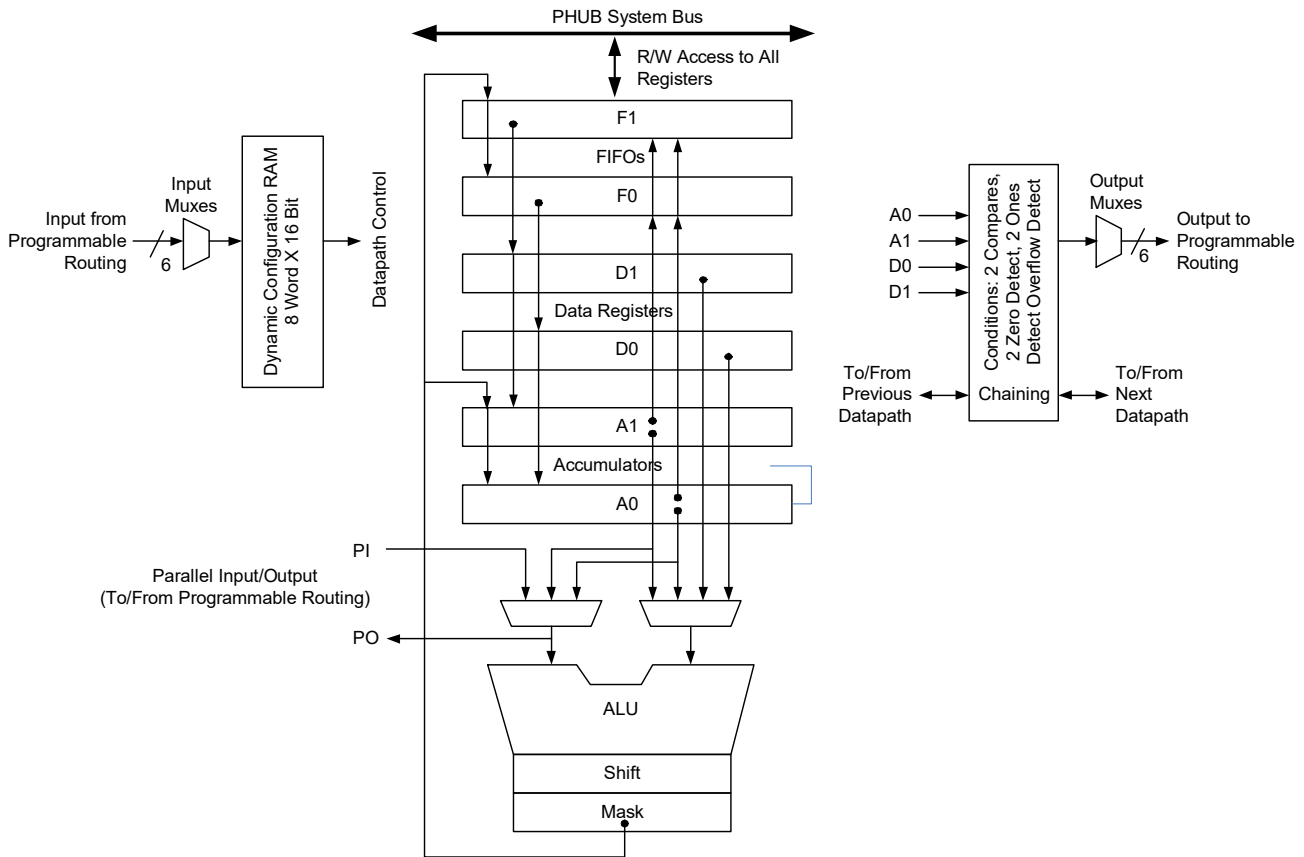 PHUB System Bus
R/W Access to All
Registers
F1
FIFOs
F0
D1
Data Registers
D0
A1
Accumulators
A0
Input from
Programmable
Routing
6
Input
Muxes
Dynamic Configuration RAM
8 Word X 16 Bit
Datapath Control
A0
A1
D0
D1
Conditions: 2 Compares,
2 Zero Detect, 2 Ones
Detect Overflow Detect
Output
Muxes
6
Output to
Programmable
Routing
To/From
Previous
Datapath
Chaining
To/From
Next
Datapath
PI
Parallel Input/Output
(To/From Programmable Routing)
PO
ALU
Shift
Mask